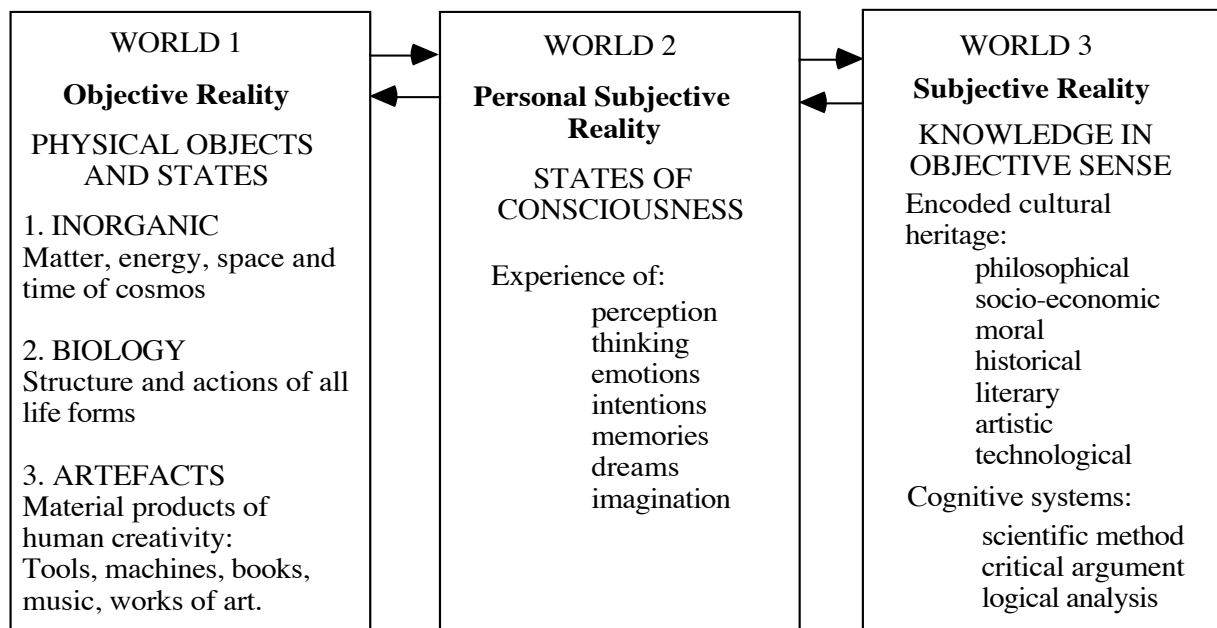 WORLD 1
Objective Reality
PHYSICAL OBJECTS
AND STATES
1. INORGANIC
Matter, energy, space and
time of cosmos
2. BIOLOGY
Structure and actions of all
life forms
3. ARTEFACTS
Material products of
human creativity:
Tools, machines, books,
music, works of art.
WORLD 2
Personal Subjective
Reality
STATES OF
CONSCIOUSNESS
Experience of:
perception
thinking
emotions
intentions
memories
dreams
imagination
WORLD 3
Subjective Reality
KNOWLEDGE IN
OBJECTIVE SENSE
Encoded cultural
heritage:
philosophical
socio-economic
moral
historical
literary
artistic
technological
Cognitive systems:
scientific method
critical argument
logical analysis